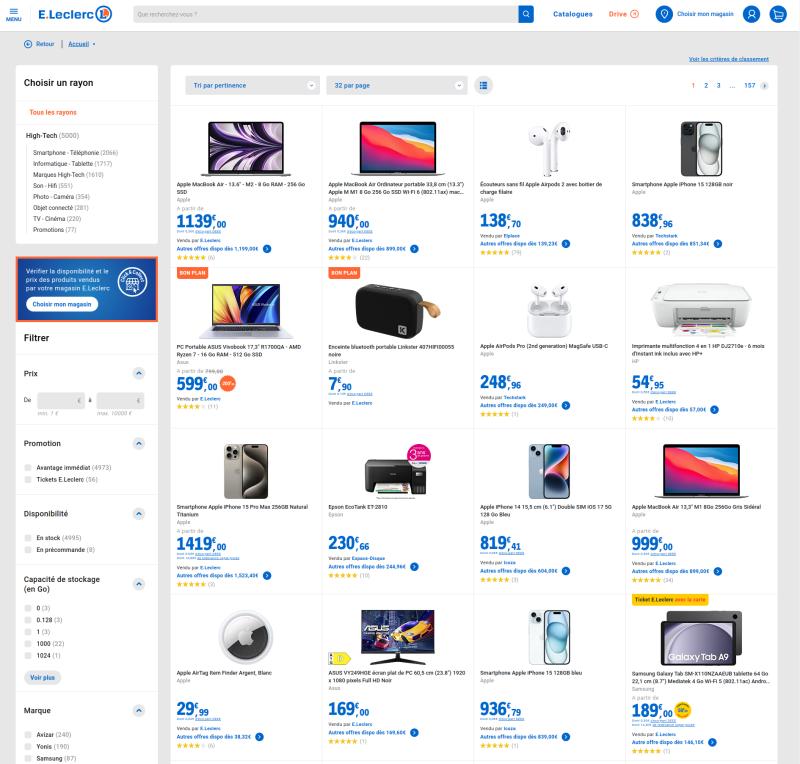 MENU
E.Leclerc
Que recherchez-vous ?
Catalogues
Drive
Choisir mon magasin
Retour
Accueil
Voir les critères de classement
Choisir un rayon
Tous les rayons
High-Tech (5000)
Smartphone - Téléphonie (2066)
Informatique - Tablette (1717)
Marques High-Tech (1610)
Son - Hifi (551)
Photo - Caméra (354)
Objet connecté (281)
TV - Cinéma (220)
Promotions (77)
Vérifier la disponibilité et le
prix des produits vendus
par votre magasin E.Leclerc
Choisir mon magasin
Filtrer
Prix
De € à €
min. 1 € max. 10000 €
Promotion
Avantage immédiat (4973)
Tickets E.Leclerc (56)
Disponibilité
En stock (4995)
En précommande (8)
Capacité de stockage
(en Go)
0 (3)
0.128 (3)
1 (3)
1000 (22)
1024 (1)
Voir plus
Marque
Avizar (240)
Yonis (190)
Samsung (87)
Tri par pertinence
32 par page
1 2 3 ... 157
Apple MacBook Air - 13.6" - M2 - 8 Go RAM - 256 Go
SSD
Apple
A partir de
1139€,00
Vendu par E.Leclerc
Autres offres dispo dès 1,199,00€
(6)
Apple MacBook Air Ordinateur portable 33,8 cm (13.3")
Apple M M1 8 Go 256 Go SSD Wi-Fi 6 (802.11ax) mac...
Apple
A partir de
940€,00
Vendu par E.Leclerc
Autres offres dispo dès 899,00€
(22)
Écouteurs sans fil Apple Airpods 2 avec boitier de
charge filaire
Apple
138€,70
Vendu par Eplaxe
Autres offres dispo dès 139,23€
(79)
Smartphone Apple iPhone 15 128GB noir
Apple
838€,96
Vendu par Techstark
Autres offres dispo dès 851,34€
(2)
BON PLAN
PC Portable ASUS Vivobook 17,3" R1700QA - AMD
Ryzen 7 - 16 Go RAM - 512 Go SSD
Asus
A partir de 799,00
599€,00
Vendu par E.Leclerc
(11)
BON PLAN
Enceinte bluetooth portable Linkster 407HIFI00055
noire
Linkster
A partir de
7€,90
Vendu par E.Leclerc
Apple AirPods Pro (2nd generation) MagSafe USB-C
Apple
248€,96
Vendu par Techstark
Autres offres dispo dès 249,00€
(1)
Imprimante multifonction 4 en 1 HP DJ2710e - 6 mois
d'Instant ink inclus avec HP+
HP
54€,95
Vendu par E.Leclerc
Autres offres dispo dès 57,00€
(10)
Smartphone Apple iPhone 15 Pro Max 256GB Natural
Titanium
Apple
A partir de
1419€,00
Vendu par E.Leclerc
Autres offres dispo dès 1,523,40€
(3)
3ans
Epson EcoTank ET-2810
Epson
230€,66
Vendu par Espace-Disque
Autres offres dispo dès 244,96€
(10)
Apple iPhone 14 15,5 cm (6.1") Double SIM iOS 17 5G
128 Go Bleu
Apple
819€,41
Vendu par Icoza
Autres offres dispo dès 604,00€
(3)
Apple MacBook Air 13,3" M1 8Go 256Go Gris Sidéral
Apple
A partir de
999€,00
Vendu par E.Leclerc
Autres offres dispo dès 899,00€
(34)
Apple AirTag Item Finder Argent, Blanc
Apple
29€,99
Vendu par E.Leclerc
Autres offres dispo dès 38,32€
(6)
ASUS
ASUS VY249HGE écran plat de PC 60,5 cm (23.8") 1920
x 1080 pixels Full HD Noir
Asus
169€,00
Vendu par E.Leclerc
Autres offres dispo dès 169,60€
(1)
Smartphone Apple iPhone 15 128GB bleu
Apple
936€,79
Vendu par Icoza
Autres offres dispo dès 839,00€
(1)
Ticket E.Leclerc avec la carte
Galaxy Tab A9
Samsung Galaxy Tab SM-X110NZAAEUB tablette 64 Go
22,1 cm (8.7") Mediatek 4 Go Wi-Fi 5 (802.11ac) Andro...
Samsung
A partir de
189€,00
Vendu par E.Leclerc
Autre offre dispo dès 146,10€
(1)